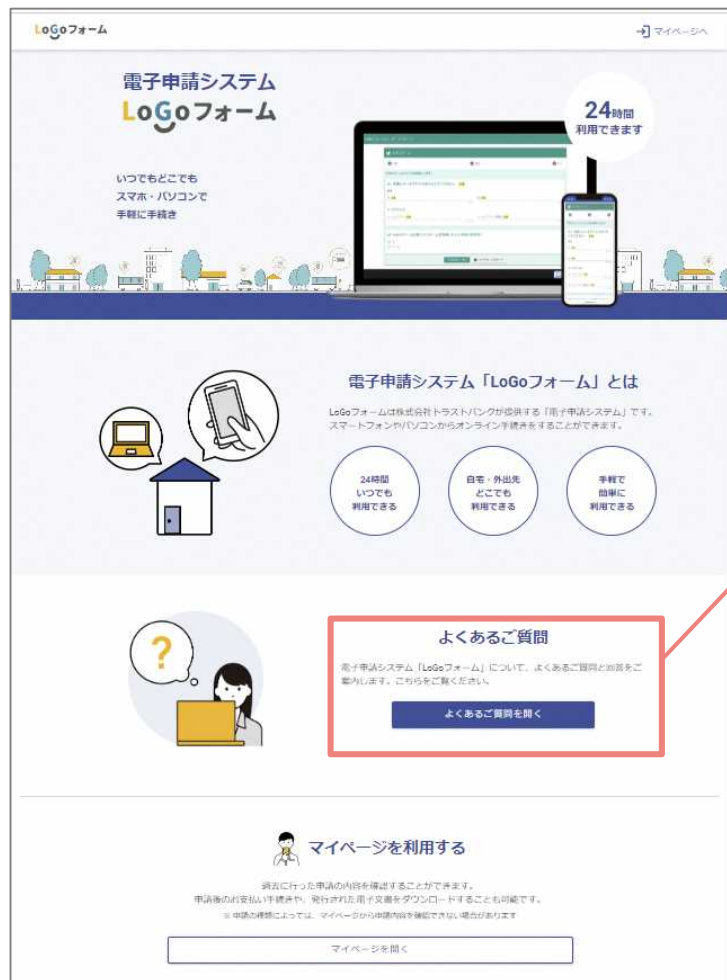 LoGoフォーム
マイページへ
電子申請システム
LoGoフォーム
24時間
利用できます
いつでもどこでも
スマホ・パソコンで
手軽に手続き
電子申請システム「LoGoフォーム」とは
LoGoフォームは株式会社トラストバンクが提供する「電子申請システム」です。
スマートフォンやパソコンからオンライン手続きをすることができます。
24時間
いつでも
利用できる
自宅・外出先
どこでも
利用できる
手軽で
簡単に
利用できる
?
よくあるご質問
電子申請システム「LoGoフォーム」について、よくあるご質問と回答をご
案内します。こちらをご覧ください。
よくあるご質問を開く
マイページを利用する
過去に行った申請の内容を確認することができます。
申請後のお支払い手続きや、発行された電子文書をダウンロードすることも可能です。
※ 申請の種類によっては、マイページから申請内容を確認できない場合があります
マイページを開く